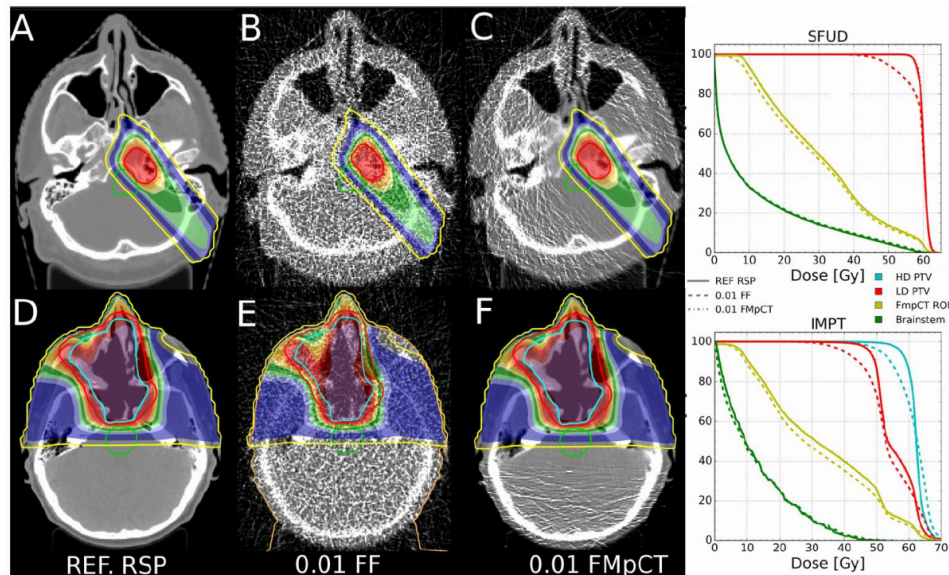 A
B
C
D
E
F
REF. RSP
0.01 FF
0.01 FMpCT
SFUD
100
80
60
40
20
0
0 10 20 30 40 50 60
Dose [Gy]
REF RSP
0.01 FF
0.01 FMpCT
HD PTV
LD PTV
FmpCT ROI
Brainstem
IMPT
100
80
60
40
20
0
0 10 20 30 40 50 60 70
Dose [Gy]